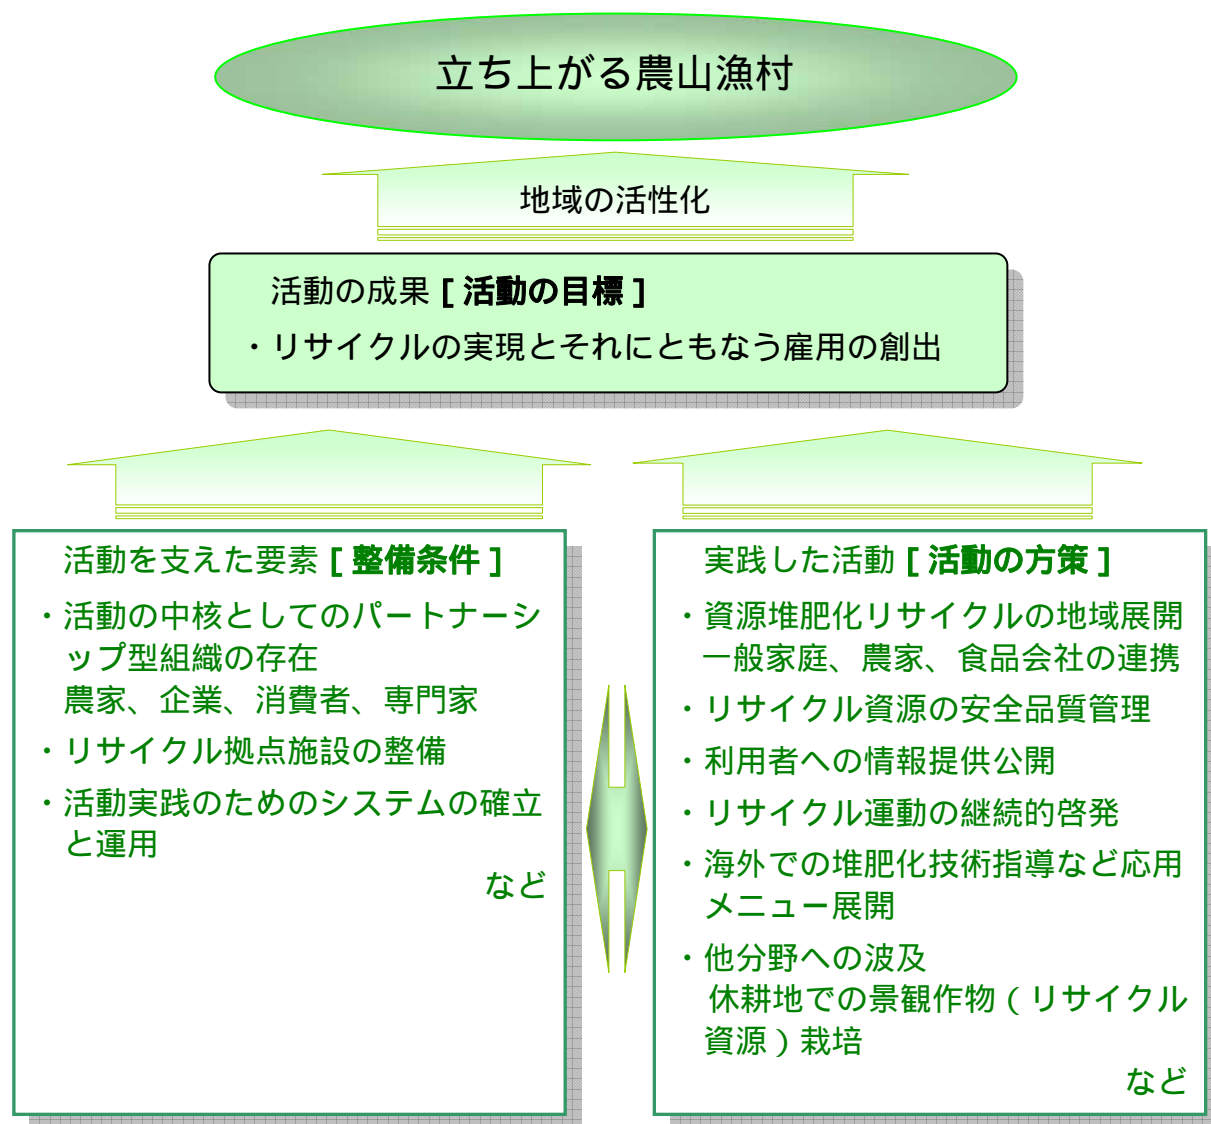 立ち上がる農山漁村
地域の活性化
活動の成果 [ 活動の目標 ]
・リサイクルの実現とそれにともなう雇用の創出
活動を支えた要素 [ 整備条件 ]
・活動の中核としてのパートナーシ
ップ型組織の存在
農家、企業、消費者、専門家
・リサイクル拠点施設の整備
・活動実践のためのシステムの確立
と運用
など
実践した活動 [ 活動の方策 ]
・資源堆肥化リサイクルの地域展開
一般家庭、農家、食品会社の連携
・リサイクル資源の安全品質管理
・利用者への情報提供公開
・リサイクル運動の継続的啓発
・海外での堆肥化技術指導など応用
メニュー展開
・他分野への波及
休耕地での景観作物(リサイクル
資源)栽培
など